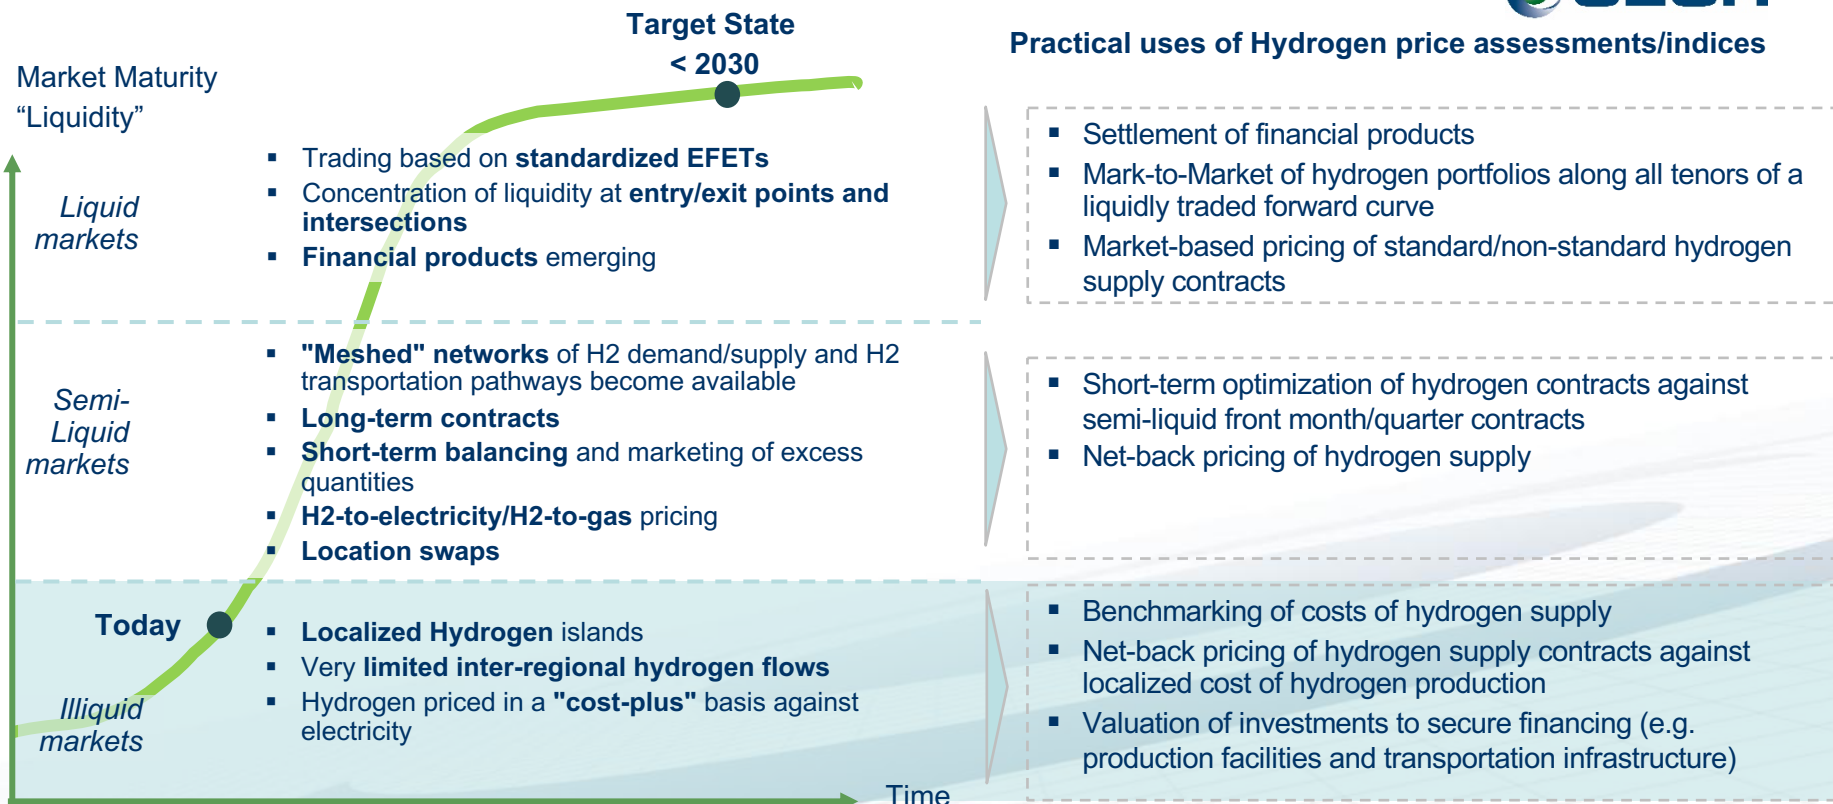 Target State
< 2030
Practical uses of Hydrogen price assessments/indices
Market Maturity
“Liquidity”
Liquid
markets
▪ Trading based on standardized EFETs
▪ Concentration of liquidity at entry/exit points and
intersections
▪ Financial products emerging
▪ Settlement of financial products
▪ Mark-to-Market of hydrogen portfolios along all tenors of a
liquidly traded forward curve
▪ Market-based pricing of standard/non-standard hydrogen
supply contracts
Semi-
Liquid
markets
▪ "Meshed" networks of H2 demand/supply and H2
transportation pathways become available
▪ Long-term contracts
▪ Short-term balancing and marketing of excess
quantities
▪ H2-to-electricity/H2-to-gas pricing
▪ Location swaps
▪ Short-term optimization of hydrogen contracts against
semi-liquid front month/quarter contracts
▪ Net-back pricing of hydrogen supply
Today
Illiquid
markets
▪ Localized Hydrogen islands
▪ Very limited inter-regional hydrogen flows
▪ Hydrogen priced in a "cost-plus" basis against
electricity
▪ Benchmarking of costs of hydrogen supply
▪ Net-back pricing of hydrogen supply contracts against
localized cost of hydrogen production
▪ Valuation of investments to secure financing (e.g.
production facilities and transportation infrastructure)
Time